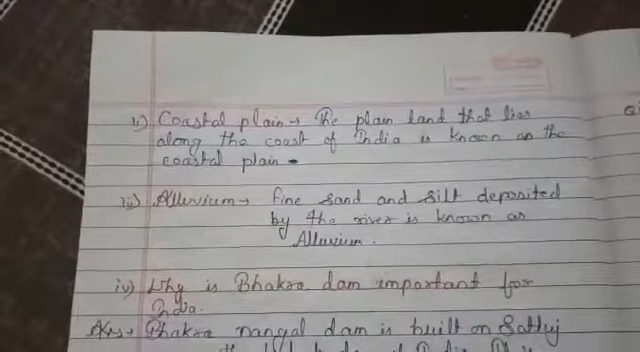 ii) Coastal plain → The plain land that lies
along the coast of India is known as the
coastal plain.
iii) Alluvium → fine sand and silt deposited
by the river is known as
Alluvium.
iv) Why is Bhakra dam important for
India.
Ans → Bhakra nangal dam is built on Satluj